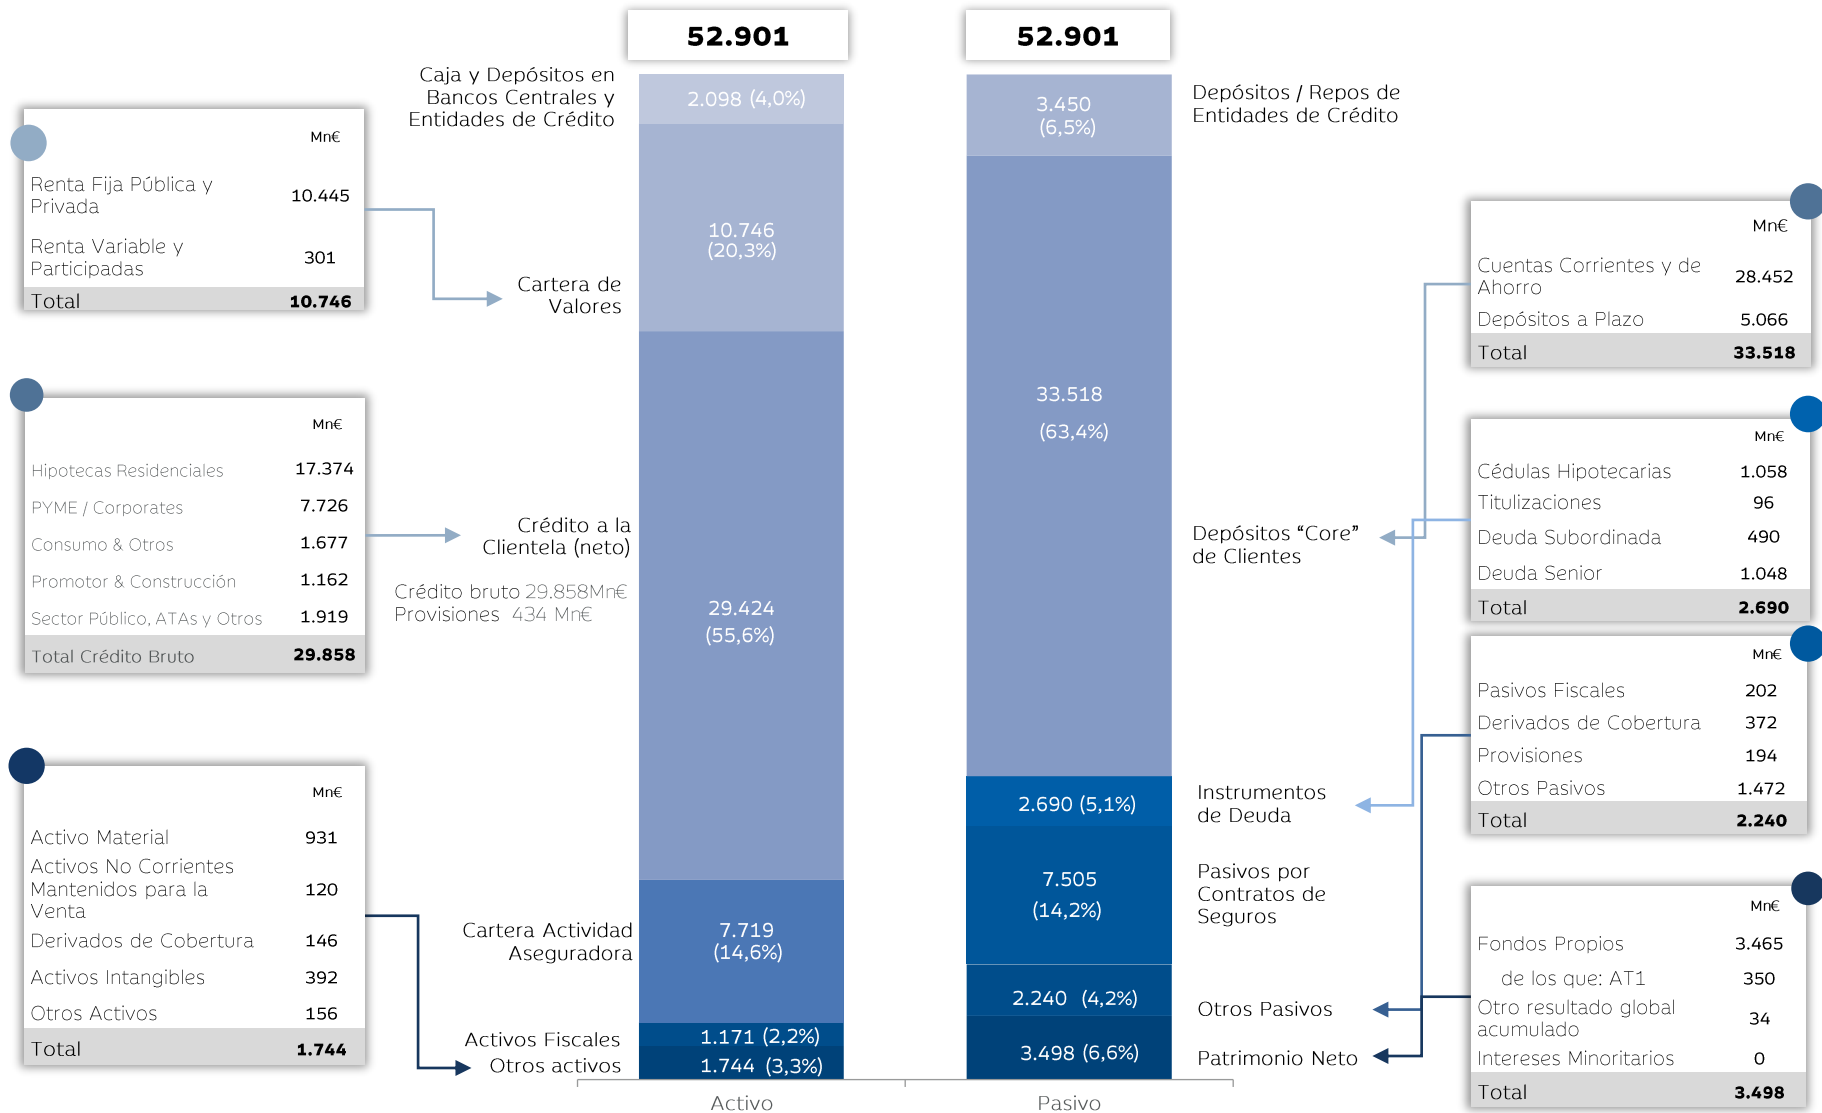 52.901
52.901
Caja y Depósitos en
Bancos Centrales y
Entidades de Crédito
2.098 (4,0%)
10.746
(20,3%)
Cartera de
Valores
Mn€
Renta Fija Pública y
Privada
10.445
Renta Variable y
Participadas
301
Total
10.746
Mn€
Hipotecas Residenciales
17.374
PYME / Corporates
7.726
Consumo & Otros
1.677
Promotor & Construcción
1.162
Sector Público, ATAs y Otros
1.919
Total Crédito Bruto
29.858
Crédito a la
Clientela (neto)
Crédito bruto 29.858Mn€
Provisiones 434 Mn€
29.424
(55,6%)
Mn€
Activo Material
931
Activos No Corrientes
Mantenidos para la
Venta
120
Derivados de Cobertura
146
Activos Intangibles
392
Otros Activos
156
Total
1.744
Cartera Actividad
Aseguradora
7.719
(14,6%)
Activos Fiscales
1.171 (2,2%)
Otros activos
1.744 (3,3%)
Activo
3.450
(6,5%)
Depósitos / Repos de
Entidades de Crédito
33.518
(63,4%)
Depósitos “Core”
de Clientes
2.690 (5,1%)
Instrumentos
de Deuda
7.505
(14,2%)
Pasivos por
Contratos de
Seguros
2.240 (4,2%)
Otros Pasivos
3.498 (6,6%)
Patrimonio Neto
Pasivo
Mn€
Cuentas Corrientes y de
Ahorro
28.452
Depósitos a Plazo
5.066
Total
33.518
Mn€
Cédulas Hipotecarias
1.058
Titulizaciones
96
Deuda Subordinada
490
Deuda Senior
1.048
Total
2.690
Mn€
Pasivos Fiscales
202
Derivados de Cobertura
372
Provisiones
194
Otros Pasivos
1.472
Total
2.240
Mn€
Fondos Propios
3.465
de los que: AT1
350
Otro resultado global
acumulado
34
Intereses Minoritarios
0
Total
3.498